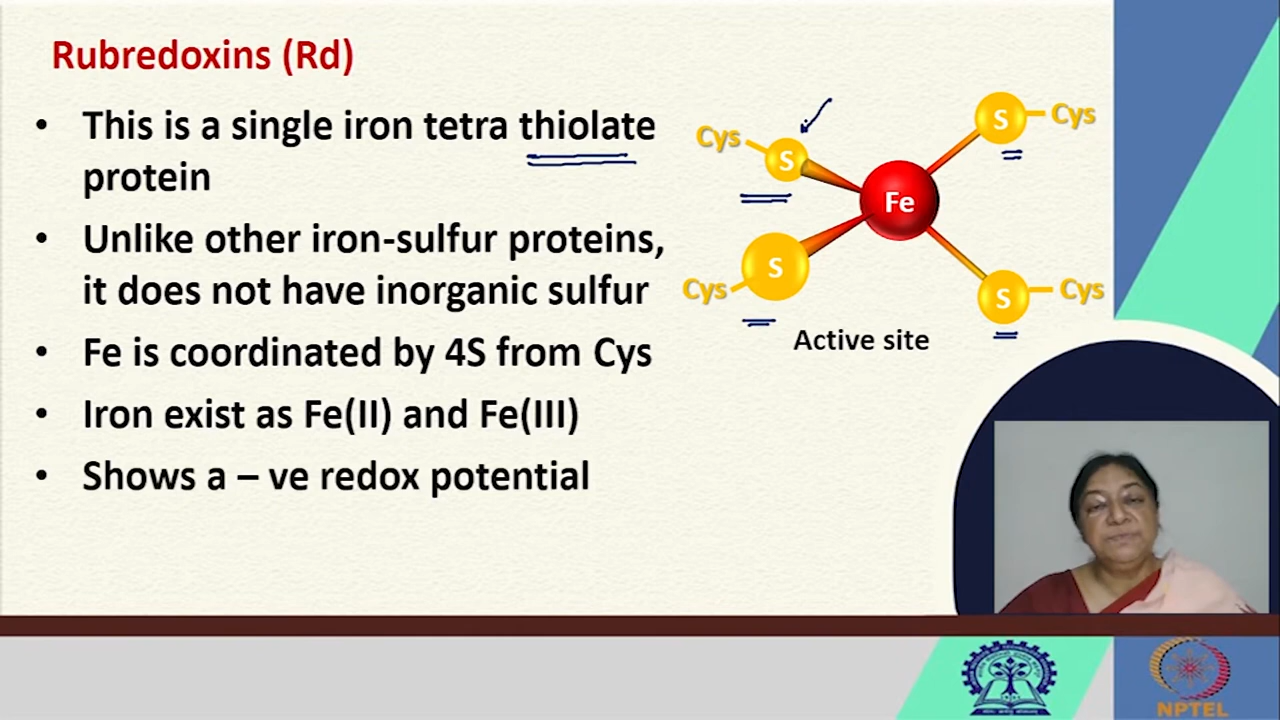 Rubredoxins (Rd)
• This is a single iron tetra thiolate
protein
• Unlike other iron-sulfur proteins,
it does not have inorganic sulfur
• Fe is coordinated by 4S from Cys
• Iron exist as Fe(II) and Fe(III)
• Shows a – ve redox potential
Cys
S
S
Cys
Fe
Cys
S
S
Cys
Active site
NPTEL